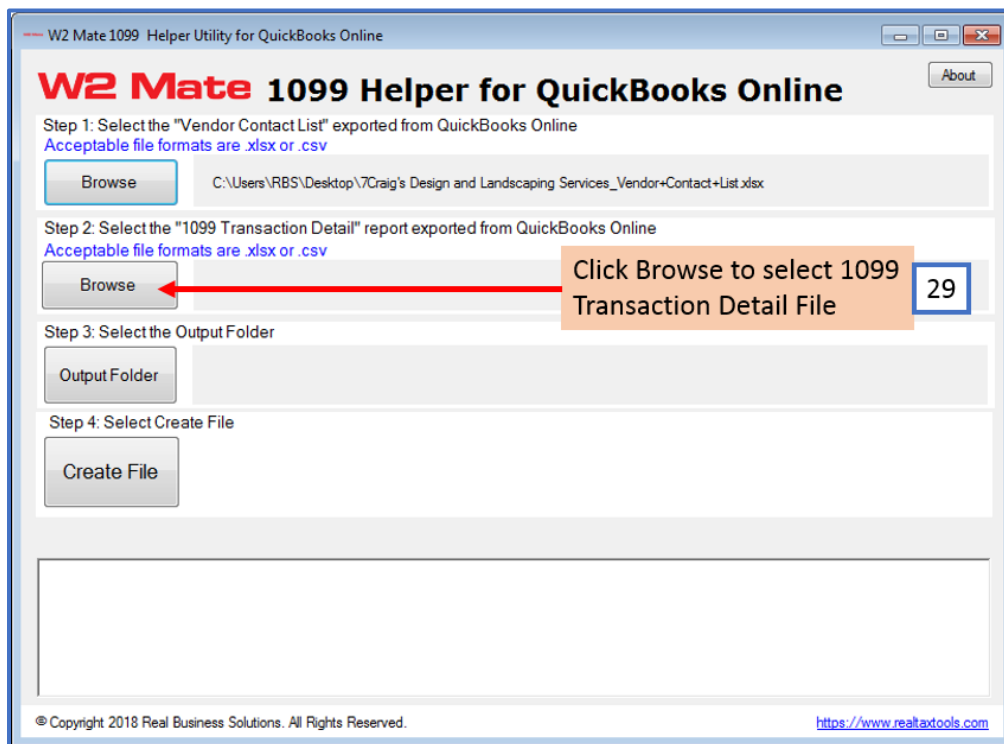 W2 Mate 1099 Helper Utility for QuickBooks Online
W2 Mate 1099 Helper for QuickBooks Online
About
Step 1: Select the "Vendor Contact List" exported from QuickBooks Online
Acceptable file formats are .xlsx or .csv
Browse
C:\Users\RBS\Desktop\7Craig's Design and Landscaping Services_Vendor+Contact+List.xlsx
Step 2: Select the "1099 Transaction Detail" report exported from QuickBooks Online
Acceptable file formats are .xlsx or .csv
Browse
Click Browse to select 1099
Transaction Detail File
29
Step 3: Select the Output Folder
Output Folder
Step 4: Select Create File
Create File
© Copyright 2018 Real Business Solutions. All Rights Reserved.
https://www.realtaxtools.com